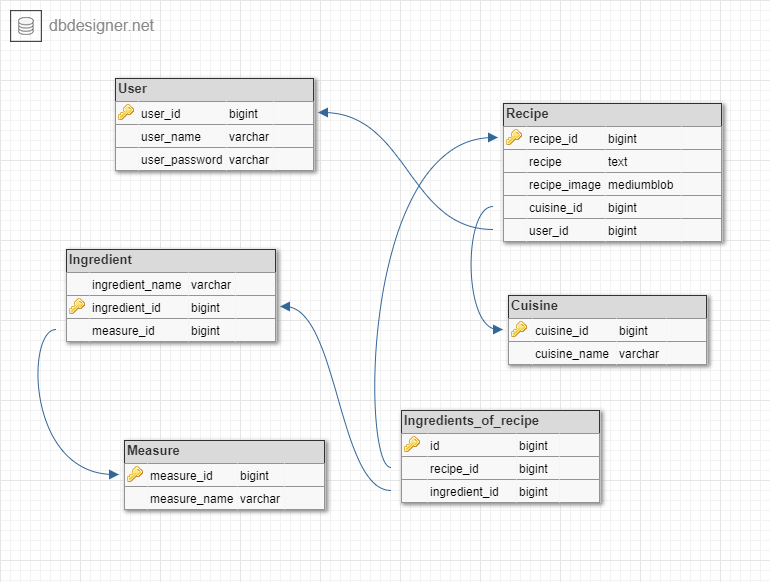 dbdesigner.net
User
user_id bigint
user_name varchar
user_password varchar
Recipe
recipe_id bigint
recipe text
recipe_image mediumblob
cuisine_id bigint
user_id bigint
Ingredient
ingredient_name varchar
ingredient_id bigint
measure_id bigint
Cuisine
cuisine_id bigint
cuisine_name varchar
Ingredients_of_recipe
id bigint
recipe_id bigint
ingredient_id bigint
Measure
measure_id bigint
measure_name varchar